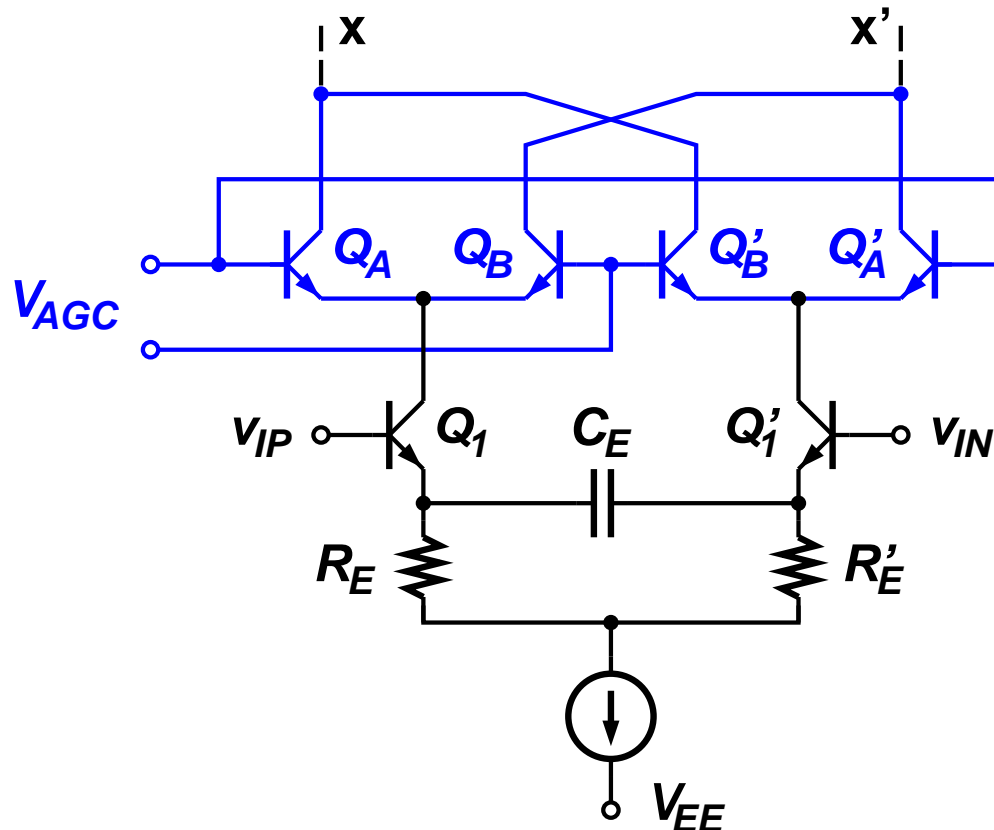 x x’
Q_A Q_B Q’_B Q’_A
V_AGC
v_IP Q_1 C_E Q’_1 v_IN
R_E R’_E
V_EE